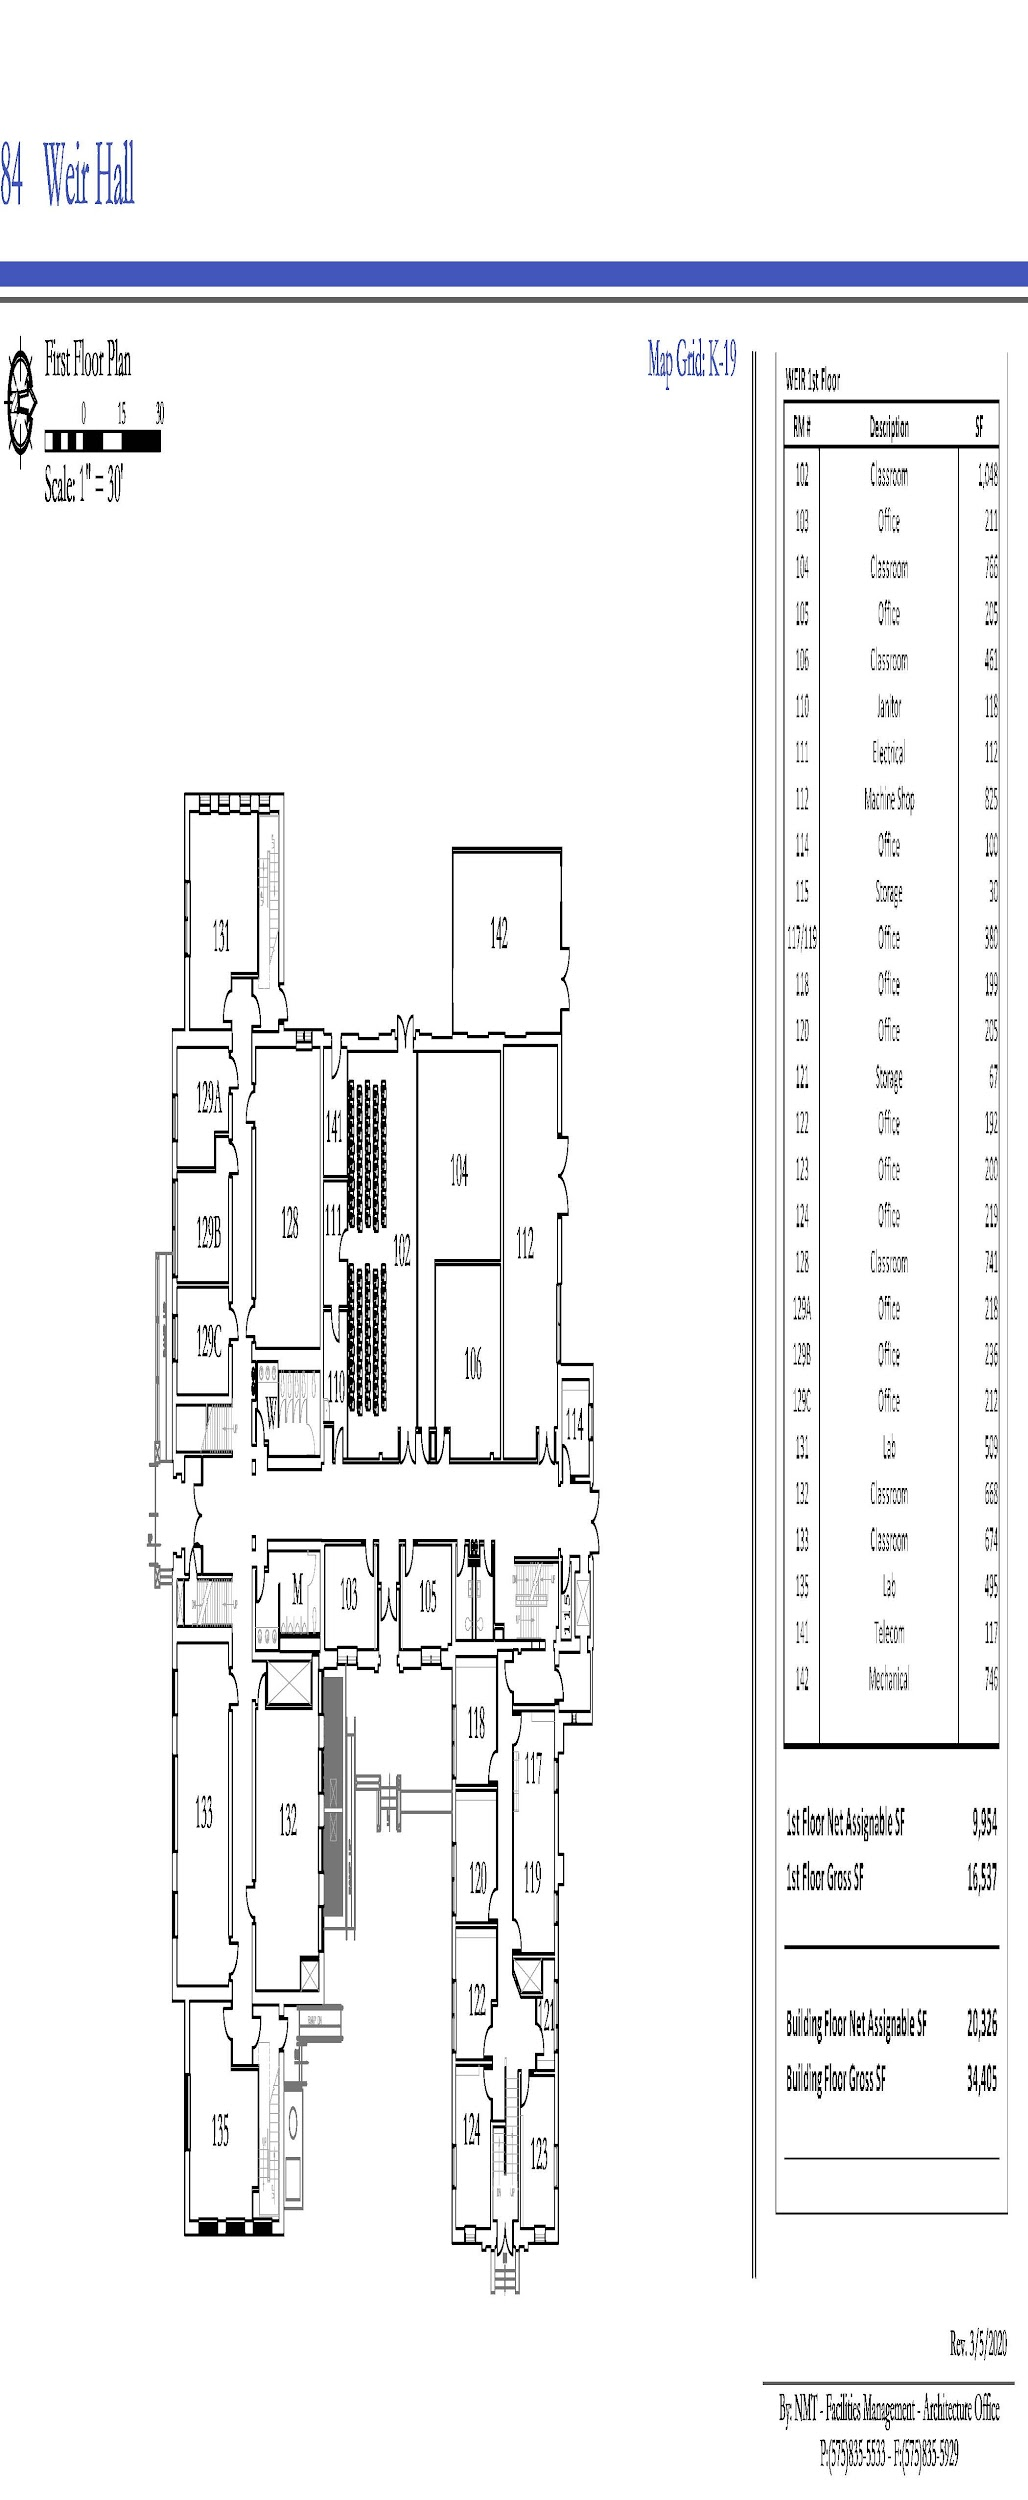 84 Weir Hall
First Floor Plan
0 15 30
Scale: 1" = 30'
Map Grid: K-19
131
142
129A
141
104
129B
128
111
102
112
129C
110
106
W
114
M
103
105
115
118
117
133
132
120
119
122
121
135
124
123
WEIR 1st Floor
RM # Description SF
102 Classroom 1,048
103 Office 211
104 Classroom 766
105 Office 205
106 Classroom 461
110 Janitor 118
111 Electrical 112
112 Machine Shop 825
114 Office 100
115 Storage 30
117/119 Office 380
118 Office 199
120 Office 205
121 Storage 67
122 Office 192
123 Office 200
124 Office 219
128 Classroom 741
129A Office 218
129B Office 236
129C Office 212
131 Lab 509
132 Classroom 668
133 Classroom 674
135 Lab 495
141 Telecom 117
142 Mechanical 746
1st Floor Net Assignable SF 9,954
1st Floor Gross SF 16,537
Building Floor Net Assignable SF 20,326
Building Floor Gross SF 34,405
Rev. 3/5/2020
By: NMT - Facilities Management - Architecture Office
P:(575)835-5533 - F:(575)835-5929